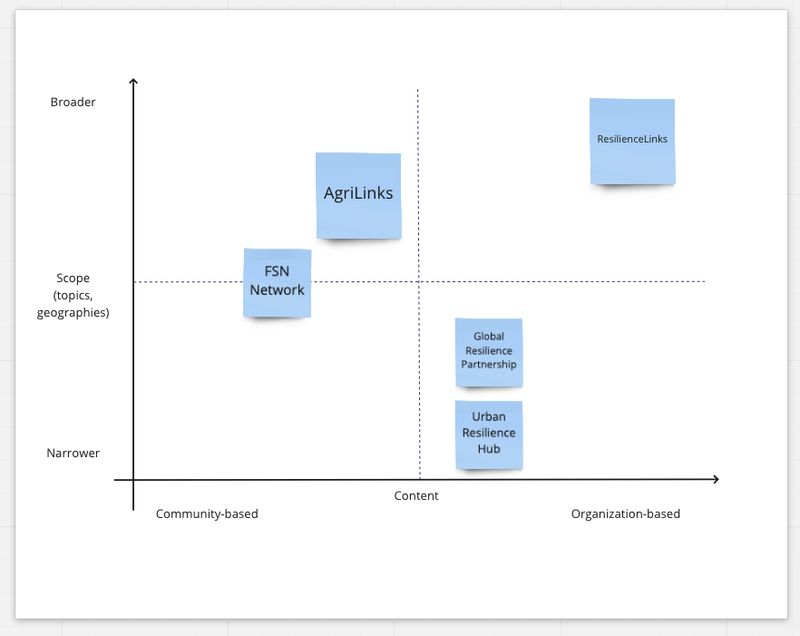 Broader
ResilienceLinks
AgriLinks
FSN
Network
Scope
(topics,
geographies)
Global
Resilience
Partnership
Urban
Resilience
Hub
Narrower
Content
Community-based
Organization-based